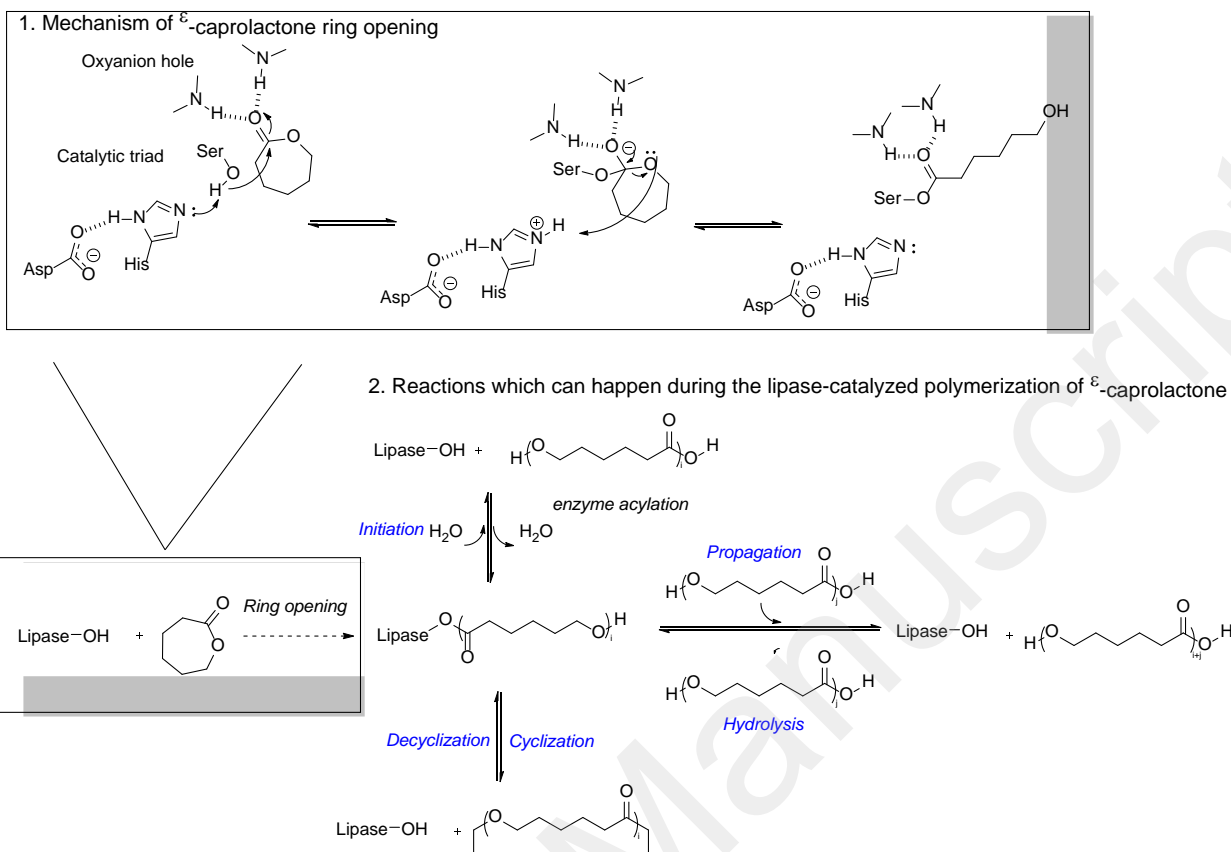 1. Mechanism of ε-caprolactone ring opening
Oxyanion hole
N
H
N
H
O
O
Catalytic triad
Ser
O
H
N
:
H
N
O
⊖
Asp
O
His
N
H
N
H
O
⊖
:
O
Ser
O
⊕
N
H
H
N
O
⊖
Asp
O
His
OH
N
H
N
H
O
Ser
O
N
:
H
N
O
⊖
Asp
O
His
2. Reactions which can happen during the lipase-catalyzed polymerization of ε-caprolactone
Lipase-OH + H(O O)i O H
enzyme acylation
Initiation H2O H2O
Propagation
H(O O)j O H
Lipase-OH + O O
Ring opening
Lipase O( O O)i H
Lipase-OH + H(O O)i+j O H
H(O O)j O H
Hydrolysis
Decyclization Cyclization
Lipase-OH + (O O)i
Manuscript